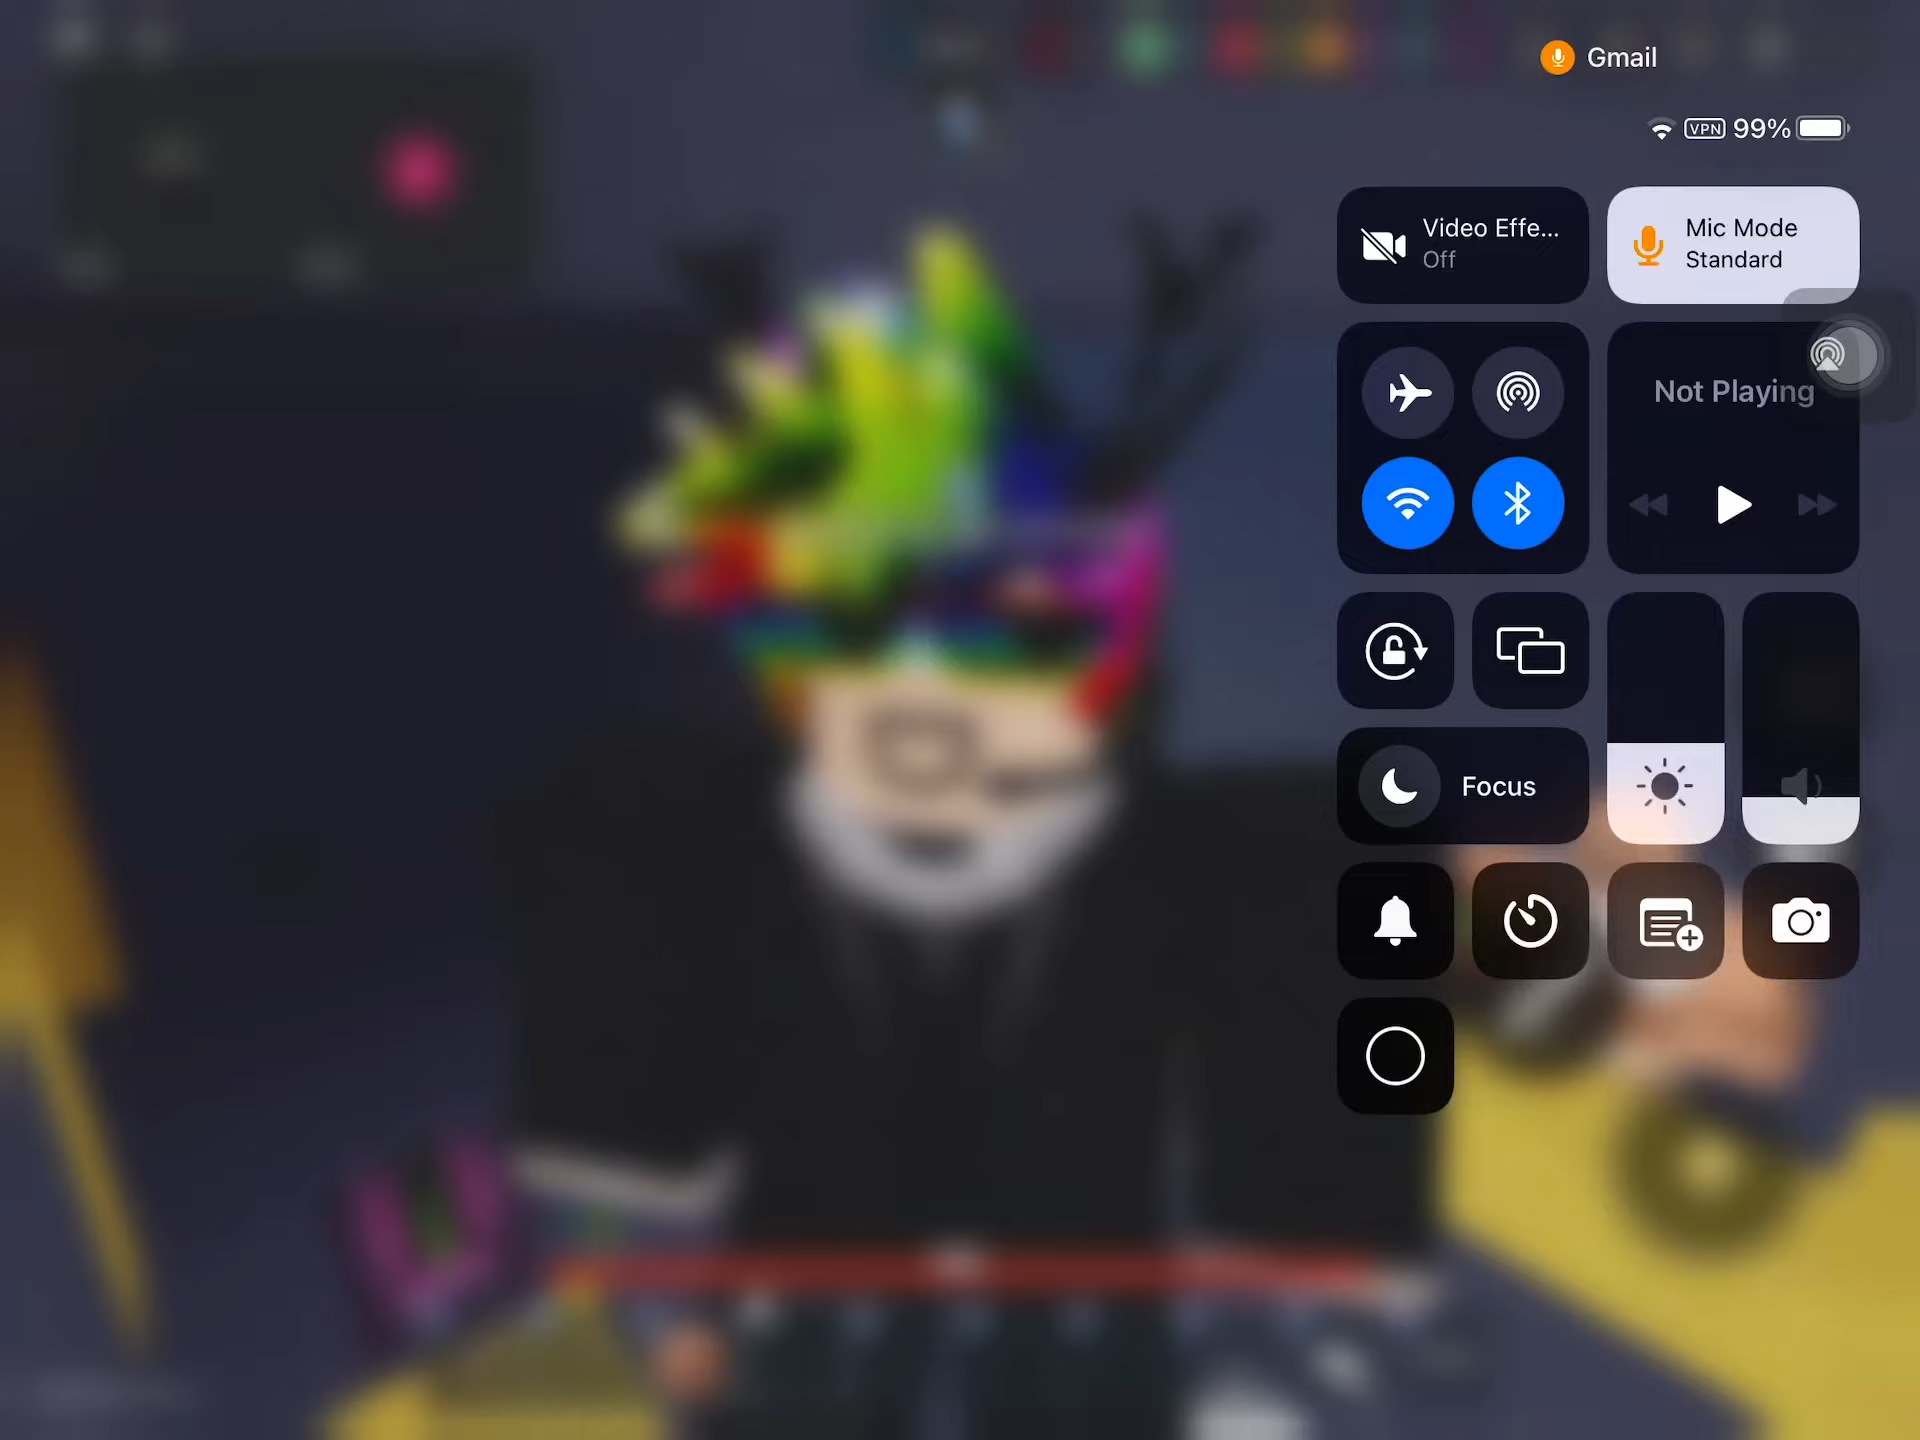 Gmail
VPN 99%
Video Effe...
Off
Mic Mode
Standard
Not Playing
Focus